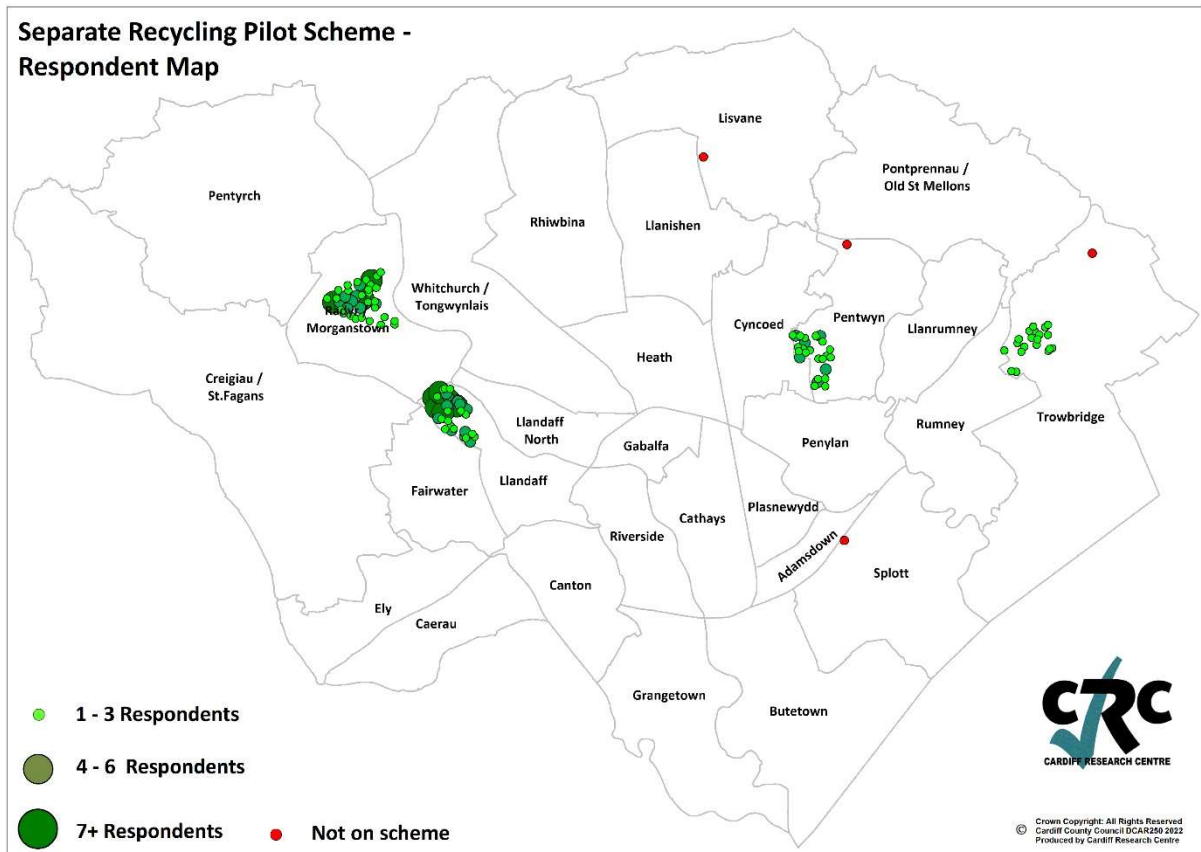 Separate Recycling Pilot Scheme -
Respondent Map
Lisvane
Pontprennau /
Old St Mellons
Pentyrch
Rhiwbina
Llanishen
Whitchurch /
Tongwynlais
Radyr /
Morganstown
Cyncoed
Pentwyn
Llanrumney
Heath
Creigiau /
St.Fagans
Llandaff
North
Gabalfa
Penylan
Rumney
Trowbridge
Fairwater
Llandaff
Riverside
Cathays
Plasnewydd
Adamsdown
Splott
Canton
Ely
Caerau
Grangetown
Butetown
1 - 3 Respondents
4 - 6 Respondents
7+ Respondents
Not on scheme
CRC
CARDIFF RESEARCH CENTRE
© Crown Copyright: All Rights Reserved
Cardiff County Council DCAR250 2022
Produced by Cardiff Research Centre